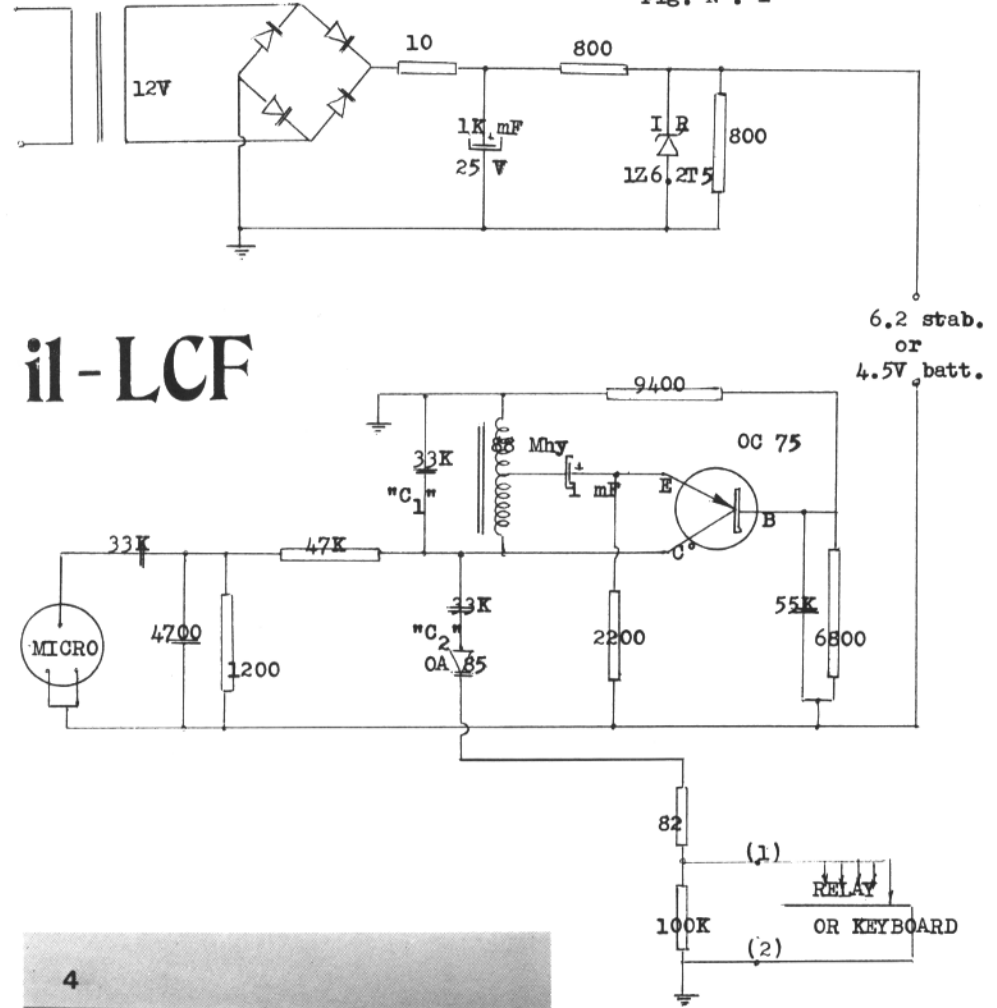 10
800
12V
1K mF
25 V
I R
1Z6.2T5
800
6.2 stab.
or
4.5V batt.
il-LCF
9400
88 Mhy
OC 75
33K
"C1"
1 mF
E
B
C
33K
47K
33K
"C2"
OA 85
55K
MICRO
4700
1200
2200
6800
82
(1)
RELAY
100K
OR KEYBOARD
(2)
4